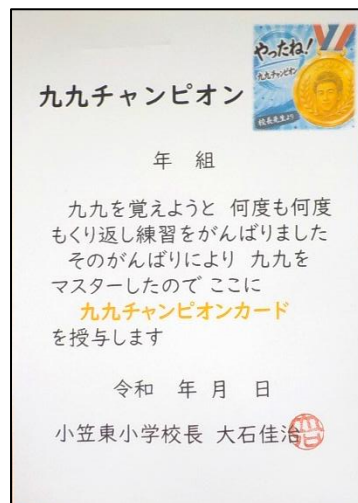 やったね！
九九チャンピオン
校長先生より
九九チャンピオン
年 組
九九を覚えようと 何度も何度
もくり返し練習をがんばりました
そのがんばりにより 九九を
マスターしたので ここに
九九チャンピオンカード
を授与します
令和 年 月 日
小笠東小学校長 大石佳治